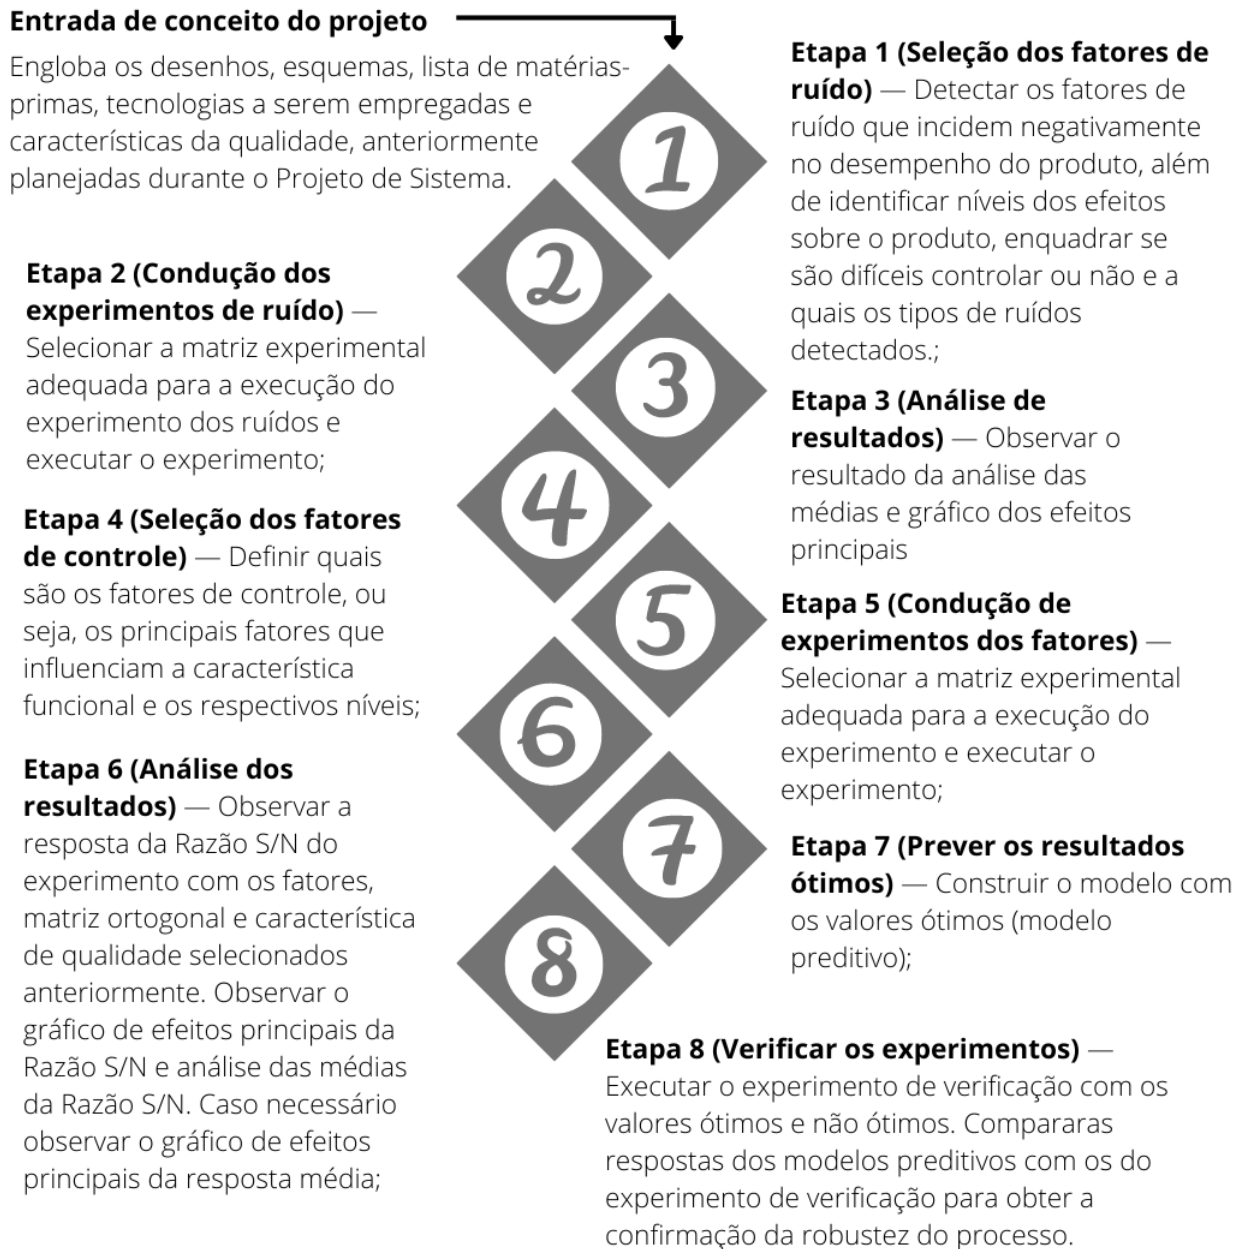 Entrada de conceito do projeto
Engloba os desenhos, esquemas, lista de matérias-
primas, tecnologias a serem empregadas e
características da qualidade, anteriormente
planejadas durante o Projeto de Sistema.
1
Etapa 1 (Seleção dos fatores de
ruído) — Detectar os fatores de
ruído que incidem negativamente
no desempenho do produto, além
de identificar níveis dos efeitos
sobre o produto, enquadrar se
são difíceis controlar ou não e a
quais os tipos de ruídos
detectados.;
2
Etapa 2 (Condução dos
experimentos de ruído) —
Selecionar a matriz experimental
adequada para a execução do
experimento dos ruídos e
executar o experimento;
3
Etapa 3 (Análise de
resultados) — Observar o
resultado da análise das
médias e gráfico dos efeitos
principais
4
Etapa 4 (Seleção dos fatores
de controle) — Definir quais
são os fatores de controle, ou
seja, os principais fatores que
influenciam a característica
funcional e os respectivos níveis;
5
Etapa 5 (Condução de
experimentos dos fatores) —
Selecionar a matriz experimental
adequada para a execução do
experimento e executar o
experimento;
6
Etapa 6 (Análise dos
resultados) — Observar a
resposta da Razão S/N do
experimento com os fatores,
matriz ortogonal e característica
de qualidade selecionados
anteriormente. Observar o
gráfico de efeitos principais da
Razão S/N e análise das médias
da Razão S/N. Caso necessário
observar o gráfico de efeitos
principais da resposta média;
7
Etapa 7 (Prever os resultados
ótimos) — Construir o modelo com
os valores ótimos (modelo
preditivo);
8
Etapa 8 (Verificar os experimentos) —
Executar o experimento de verificação com os
valores ótimos e não ótimos. Compararas
respostas dos modelos preditivos com os do
experimento de verificação para obter a
confirmação da robustez do processo.